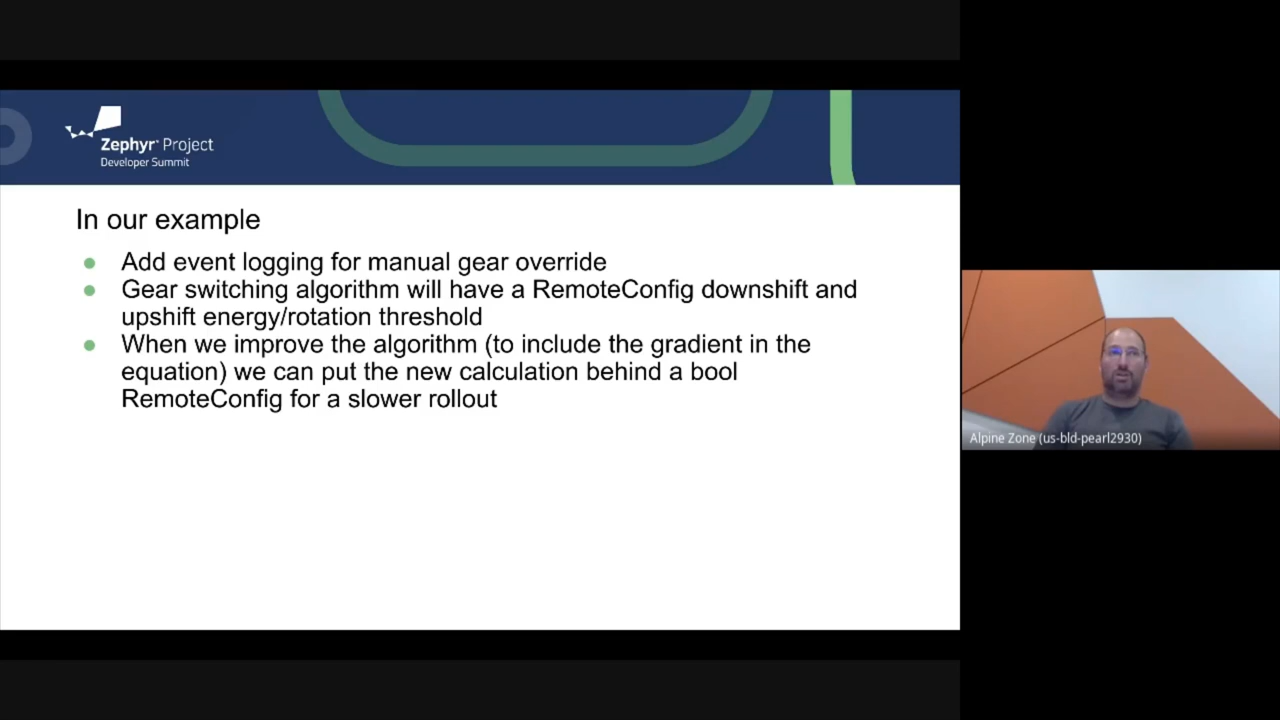 Zephyr Project
Developer Summit
In our example
Add event logging for manual gear override
Gear switching algorithm will have a RemoteConfig downshift and
upshift energy/rotation threshold
When we improve the algorithm (to include the gradient in the
equation) we can put the new calculation behind a bool
RemoteConfig for a slower rollout
Alpine Zone (us-bld-pearl2930)